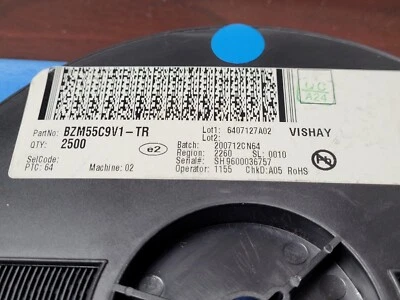 PartNo: BZM55C9V1-TR Lot1: 6407127A02 VISHAY
Lot2:
QTY: 2500 e2 Batch: 200712CN64
Region: 2260 SL: 0010
SelCode: Serial#: SH9600036757
PTC: 64 Machine: 02 Operator: 1155 ChkD:A05 RoHS